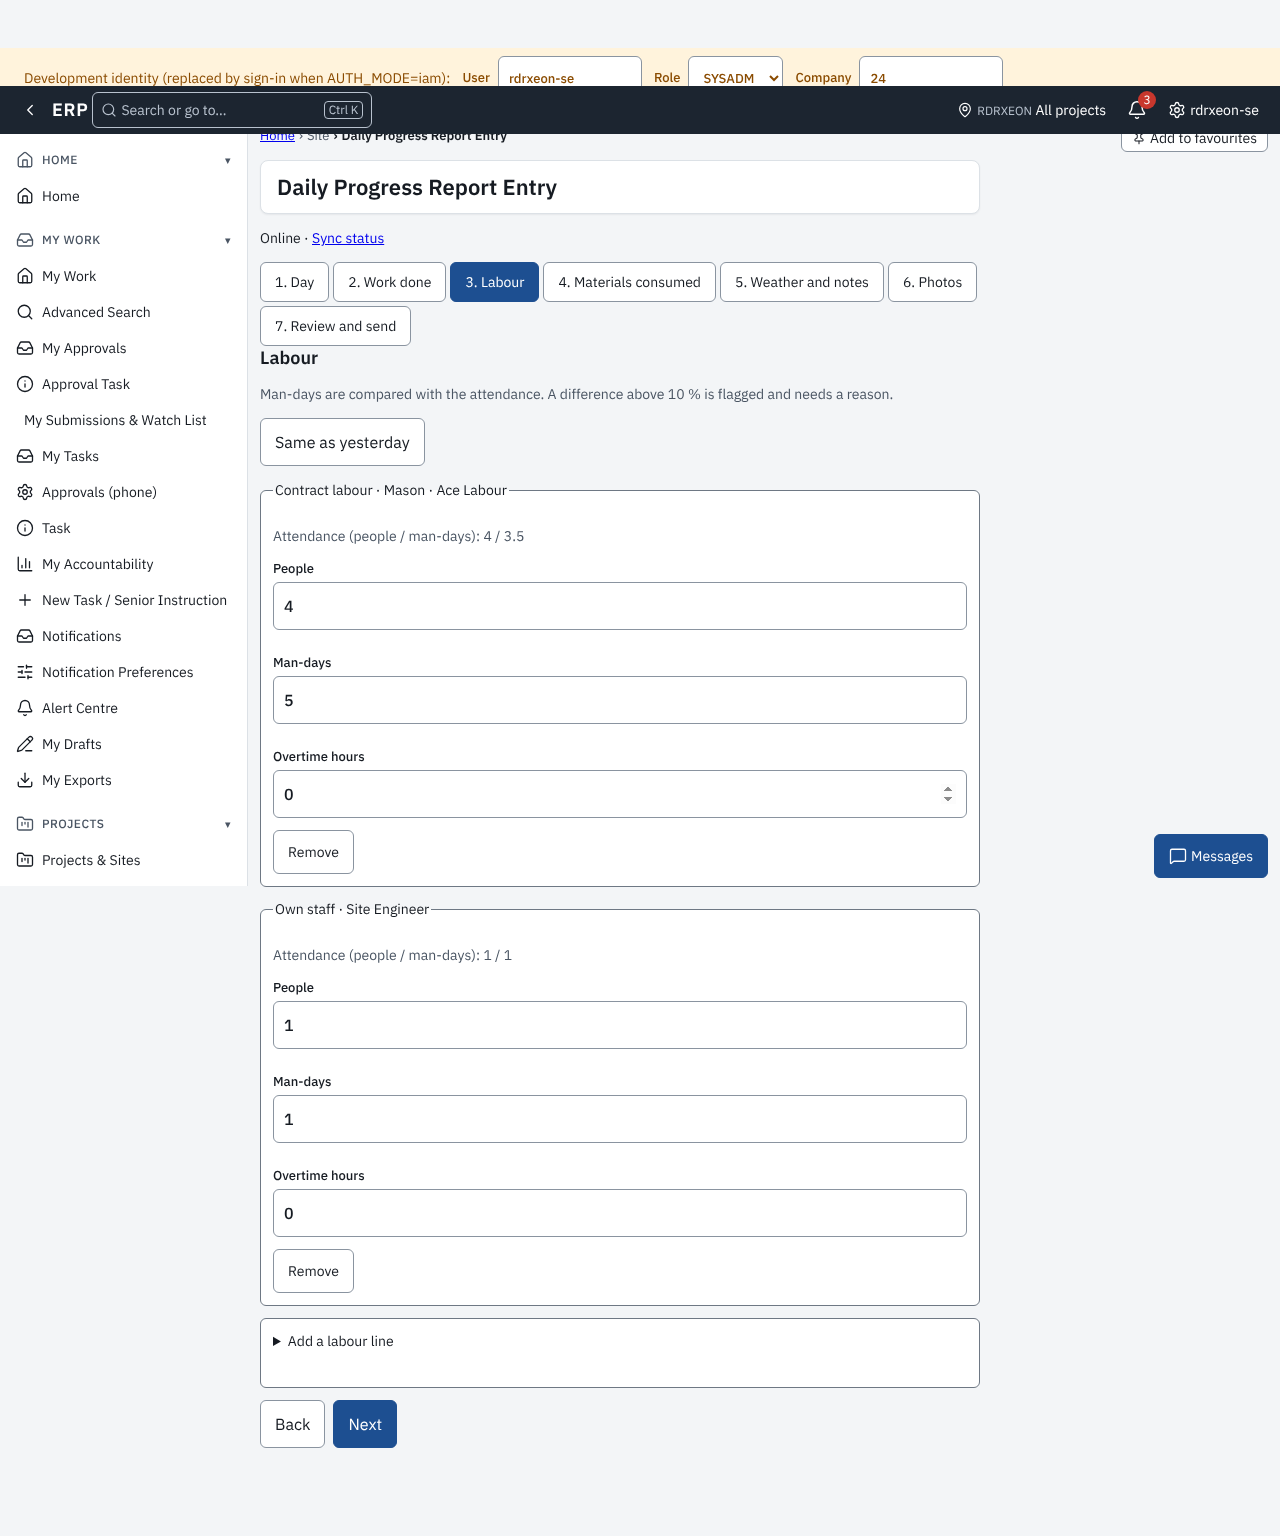 Development identity (replaced by sign-in when AUTH_MODE=iam): User rdrxeon-se Role SYSADM Company 24
ERP Search or go to... Ctrl K RDRXEON All projects 3 rdrxeon-se
Home › Site › Daily Progress Report Entry
Add to favourites
HOME
Home
MY WORK
My Work
Advanced Search
My Approvals
Approval Task
My Submissions & Watch List
My Tasks
Approvals (phone)
Task
My Accountability
New Task / Senior Instruction
Notifications
Notification Preferences
Alert Centre
My Drafts
My Exports
PROJECTS
Projects & Sites
Daily Progress Report Entry
Online · Sync status
1. Day 2. Work done 3. Labour 4. Materials consumed 5. Weather and notes 6. Photos
7. Review and send
Labour
Man-days are compared with the attendance. A difference above 10 % is flagged and needs a reason.
Same as yesterday
Contract labour · Mason · Ace Labour
Attendance (people / man-days): 4 / 3.5
People
4
Man-days
5
Overtime hours
0
Remove
Own staff · Site Engineer
Attendance (people / man-days): 1 / 1
People
1
Man-days
1
Overtime hours
0
Remove
Add a labour line
Back Next
Messages